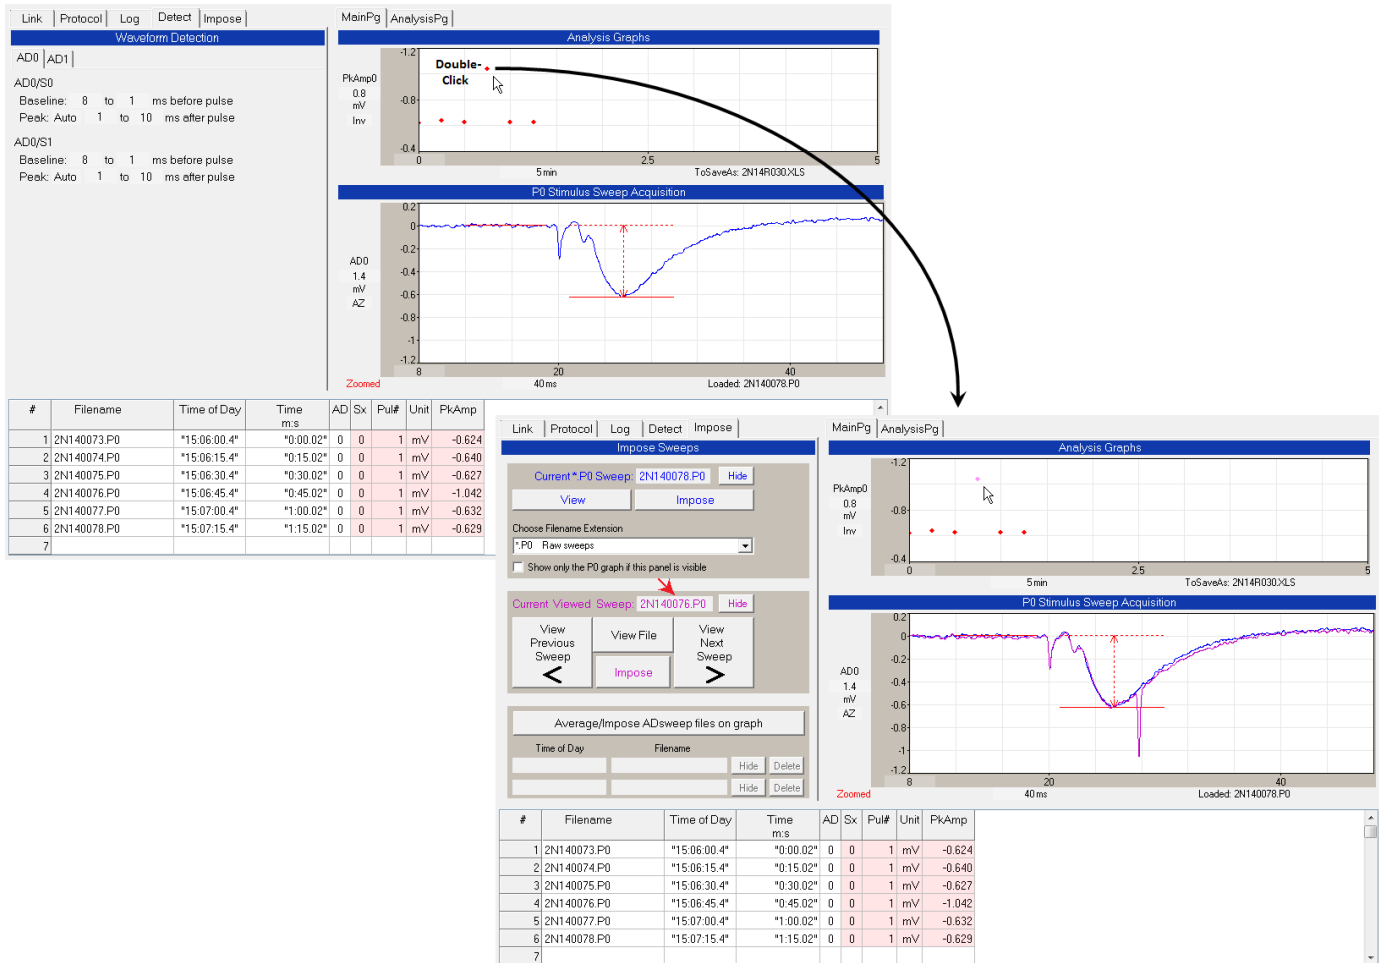 Link Protocol Log Detect Impose
Waveform Detection
AD0 AD1
AD0/S0
Baseline: 8 to 1 ms before pulse
Peak: Auto 1 to 10 ms after pulse
AD0/S1
Baseline: 8 to 1 ms before pulse
Peak: Auto 1 to 10 ms after pulse
MainPg AnalysisPg
Analysis Graphs
-1.2
Double-
Click
PkAmp0
0.8
mV
Inv
-0.8
-0.4
0 2.5 5
5 min ToSaveAs: 2N14R030.XLS
P0 Stimulus Sweep Acquisition
0.2
0
-0.2
-0.4
-0.6
-0.8
-1
-1.2
AD0
1.4
mV
AZ
8 20 40
Zoomed 40 ms Loaded: 2N140078.P0
# Filename Time of Day Time m:s AD Sx Pul# Unit PkAmp
1 2N140073.P0 "15:06:00.4" "0:00.02" 0 0 1 mV -0.624
2 2N140074.P0 "15:06:15.4" "0:15.02" 0 0 1 mV -0.640
3 2N140075.P0 "15:06:30.4" "0:30.02" 0 0 1 mV -0.627
4 2N140076.P0 "15:06:45.4" "0:45.02" 0 0 1 mV -1.042
5 2N140077.P0 "15:07:00.4" "1:00.02" 0 0 1 mV -0.632
6 2N140078.P0 "15:07:15.4" "1:15.02" 0 0 1 mV -0.629
7
Link Protocol Log Detect Impose
Impose Sweeps
Current *.P0 Sweep: 2N140078.P0 Hide
View Impose
Choose Filename Extension
*.P0 Raw sweeps
Show only the P0 graph if this panel is visible
Current Viewed Sweep: 2N140076.P0 Hide
View Previous Sweep <
View File
Impose
View Next Sweep >
Average/Impose ADsweep files on graph
Time of Day Filename
Hide Delete
Hide Delete
MainPg AnalysisPg
Analysis Graphs
-1.2
PkAmp0
0.8
mV
Inv
-0.8
-0.4
0 2.5 5
5 min ToSaveAs: 2N14R030.XLS
P0 Stimulus Sweep Acquisition
0.2
0
-0.2
-0.4
-0.6
-0.8
-1
-1.2
AD0
1.4
mV
AZ
8 20 40
Zoomed 40 ms Loaded: 2N140078.P0
# Filename Time of Day Time m:s AD Sx Pul# Unit PkAmp
1 2N140073.P0 "15:06:00.4" "0:00.02" 0 0 1 mV -0.624
2 2N140074.P0 "15:06:15.4" "0:15.02" 0 0 1 mV -0.640
3 2N140075.P0 "15:06:30.4" "0:30.02" 0 0 1 mV -0.627
4 2N140076.P0 "15:06:45.4" "0:45.02" 0 0 1 mV -1.042
5 2N140077.P0 "15:07:00.4" "1:00.02" 0 0 1 mV -0.632
6 2N140078.P0 "15:07:15.4" "1:15.02" 0 0 1 mV -0.629
7